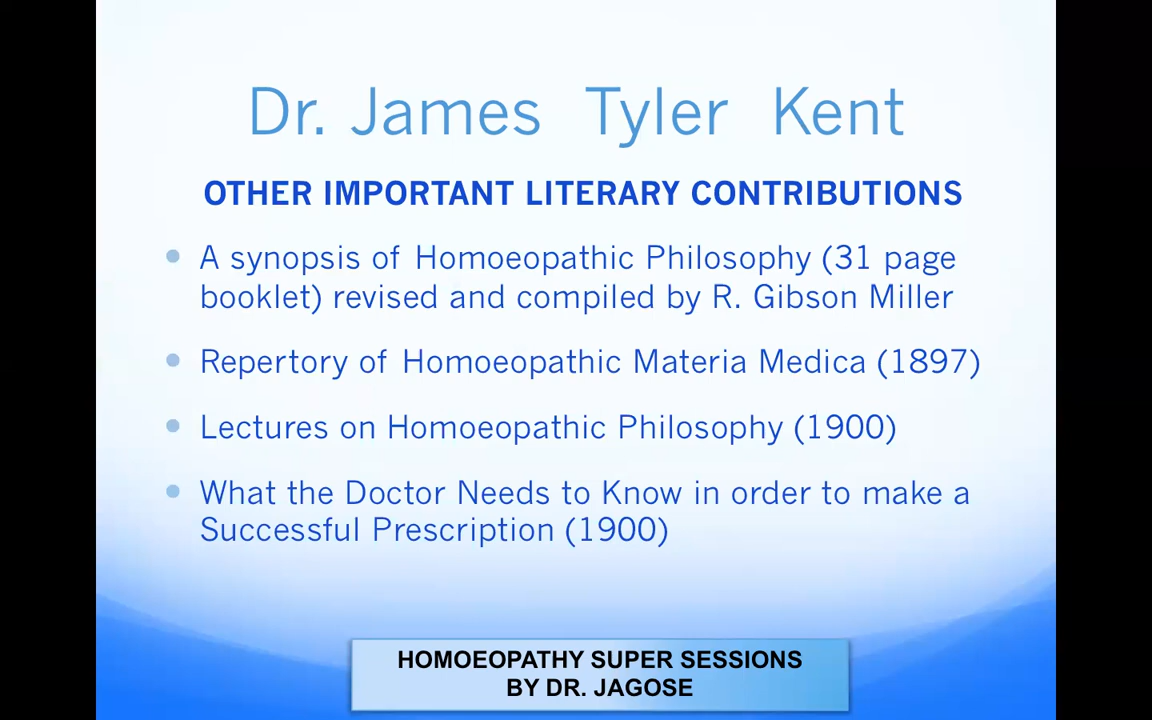 Dr. James Tyler Kent
OTHER IMPORTANT LITERARY CONTRIBUTIONS
A synopsis of Homoeopathic Philosophy (31 page
booklet) revised and compiled by R. Gibson Miller
Repertory of Homoeopathic Materia Medica (1897)
Lectures on Homoeopathic Philosophy (1900)
What the Doctor Needs to Know in order to make a
Successful Prescription (1900)
HOMOEOPATHY SUPER SESSIONS
BY DR. JAGOSE